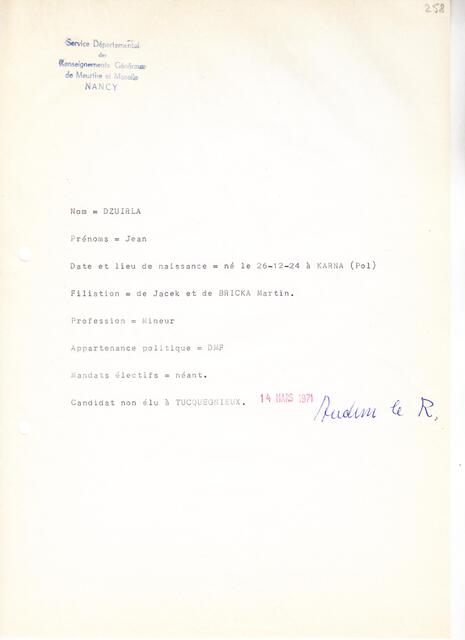 258
Service Départemental
des
Renseignements Généraux
de Meurthe et Moselle
NANCY
Nom = DZUIRLA
Prénoms = Jean
Date et lieu de naissance = né le 26-12-24 à KARNA (Pol)
Filiation = de Jacek et de BRICKA Martin.
Profession = Mineur
Appartenance politique = DMF
Mandats électifs = néant.
Candidat non élu à TUCQUEGNIEUX. 14 MARS 1971 Audun le R.